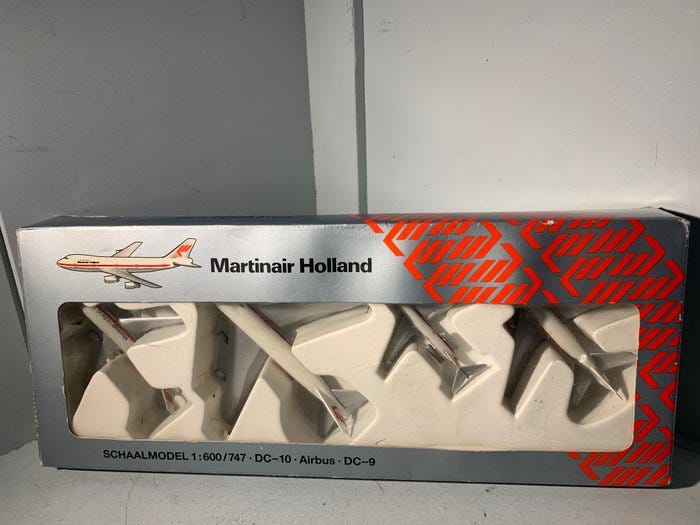 Martinair Holland
SCHAALMODEL 1:600/747 · DC-10 · Airbus · DC-9